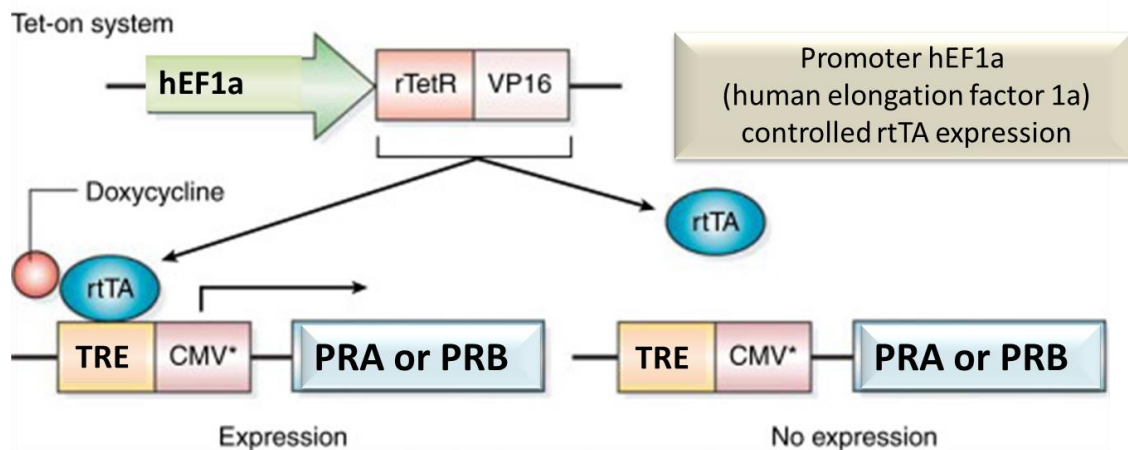 Tet-on system
hEF1a
rTetR
VP16
Promoter hEF1a
(human elongation factor 1a)
controlled rtTA expression
Doxycycline
rtTA
rtTA
TRE
CMV*
PRA or PRB
TRE
CMV*
PRA or PRB
Expression
No expression